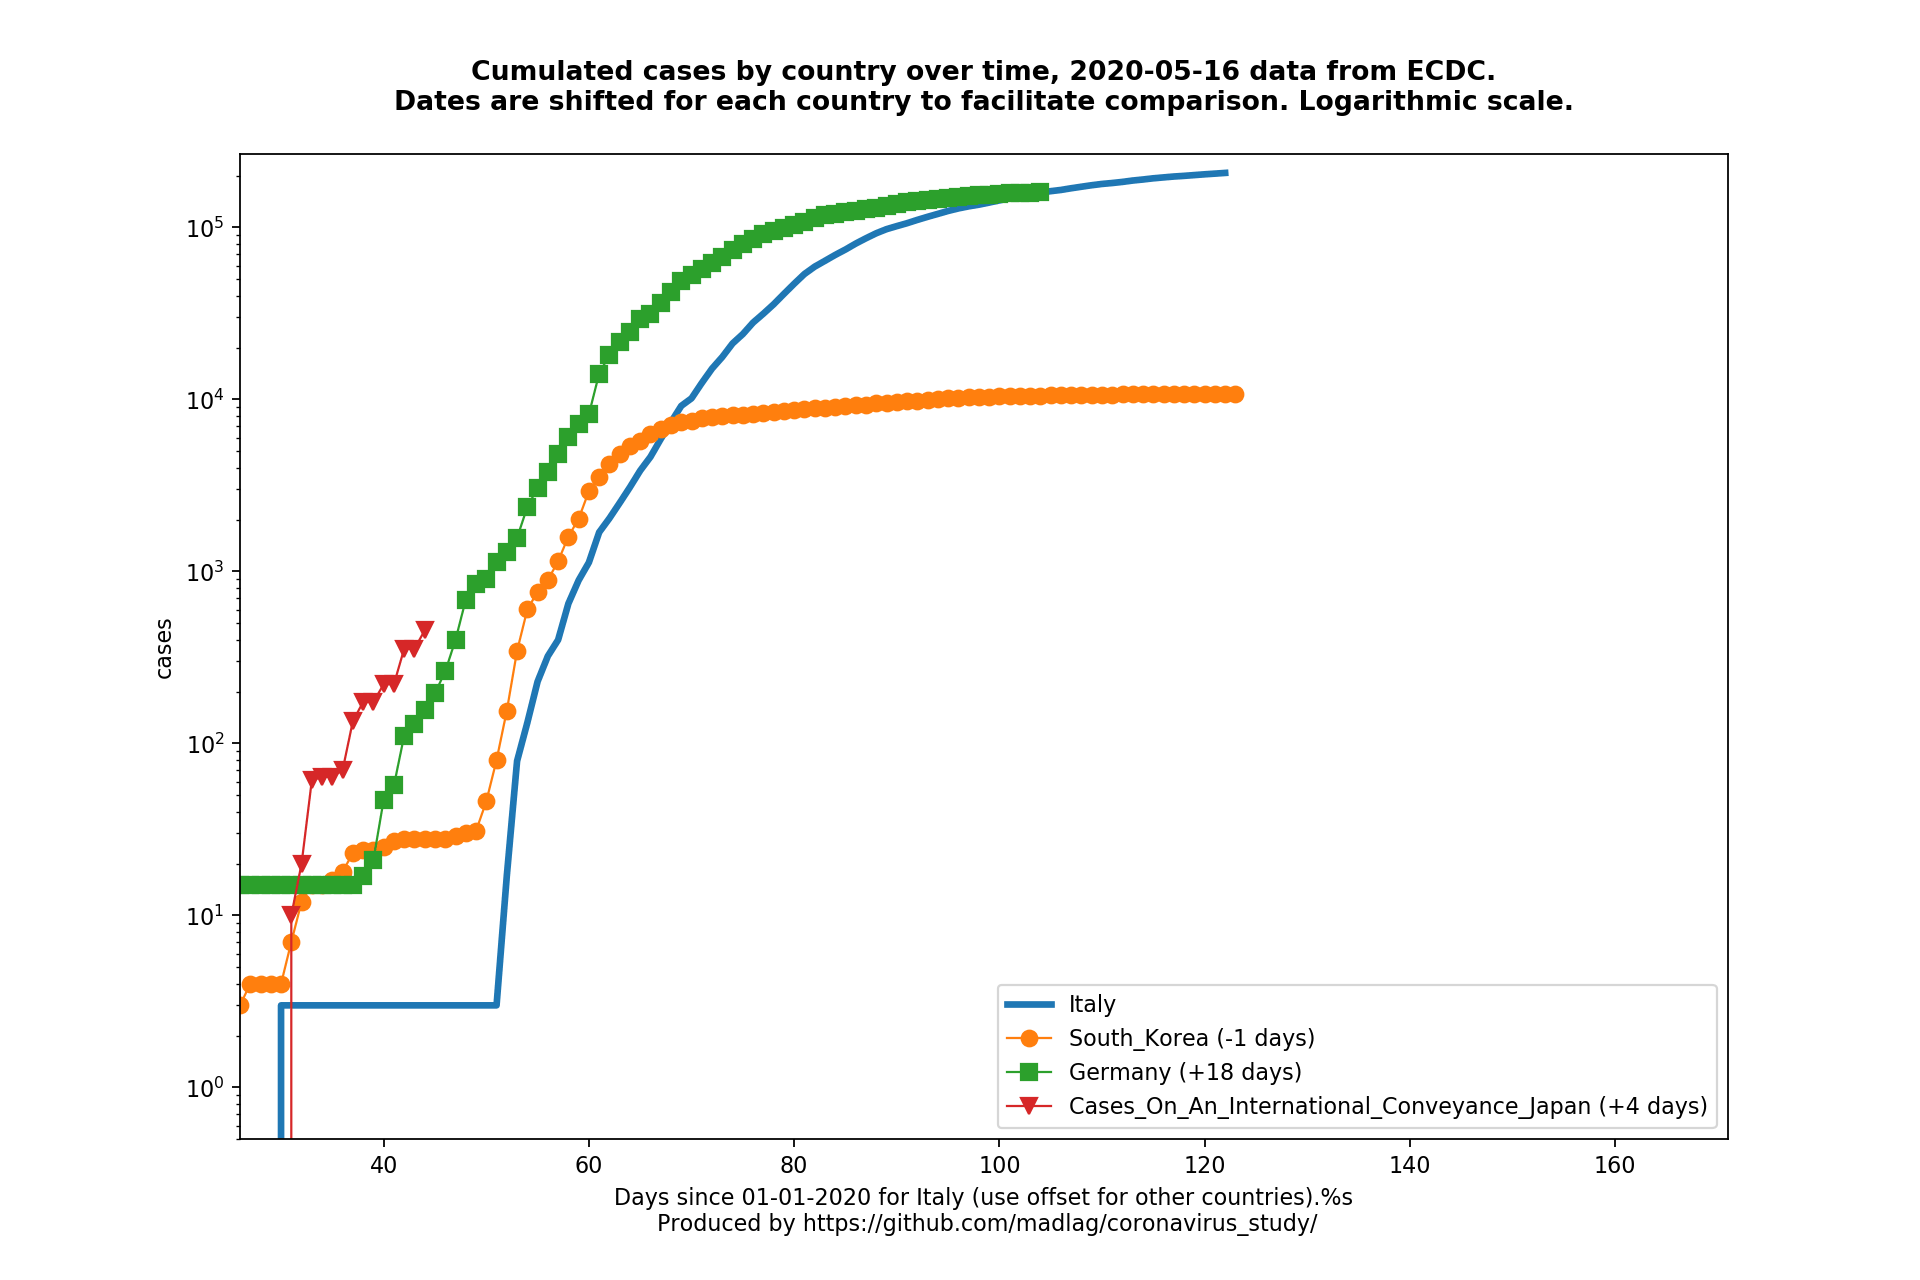 Cumulated cases by country over time, 2020-05-16 data from ECDC.
Dates are shifted for each country to facilitate comparison. Logarithmic scale.
10^5
10^4
10^3
10^2
10^1
10^0
cases
Italy
South_Korea (-1 days)
Germany (+18 days)
Cases_On_An_International_Conveyance_Japan (+4 days)
40 60 80 100 120 140 160
Days since 01-01-2020 for Italy (use offset for other countries).%s
Produced by https://github.com/madlag/coronavirus_study/